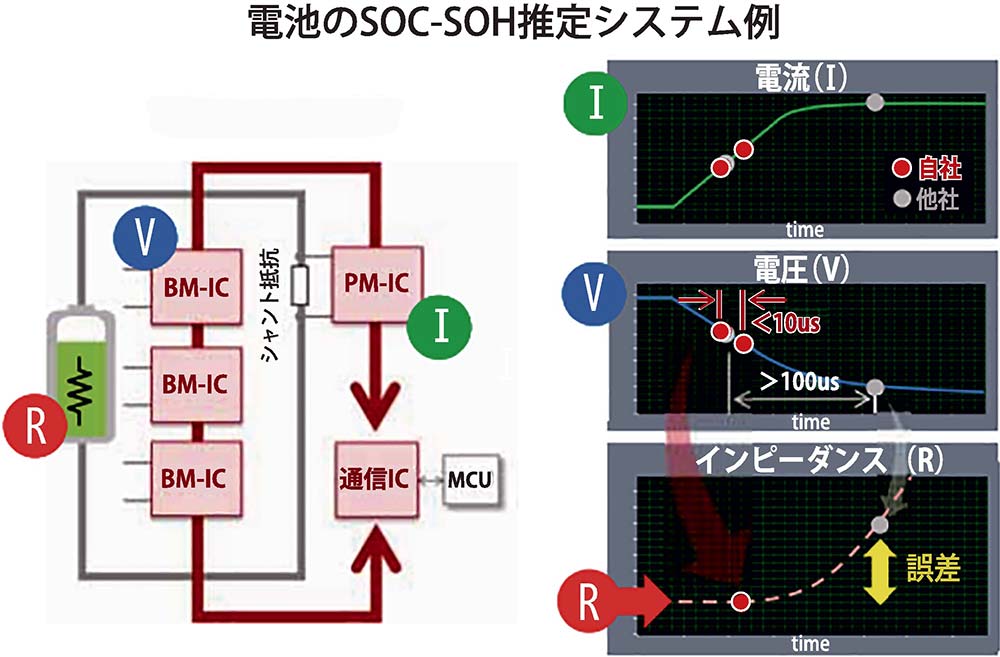 電池のSOC-SOH推定システム例
V
BM-IC
BM-IC
BM-IC
R
シャント抵抗
PM-IC
I
通信IC
MCU
I
電流(I)
自社
他社
time
V
電圧(V)
<10us
>100us
time
インピーダンス (R)
R
誤差
time